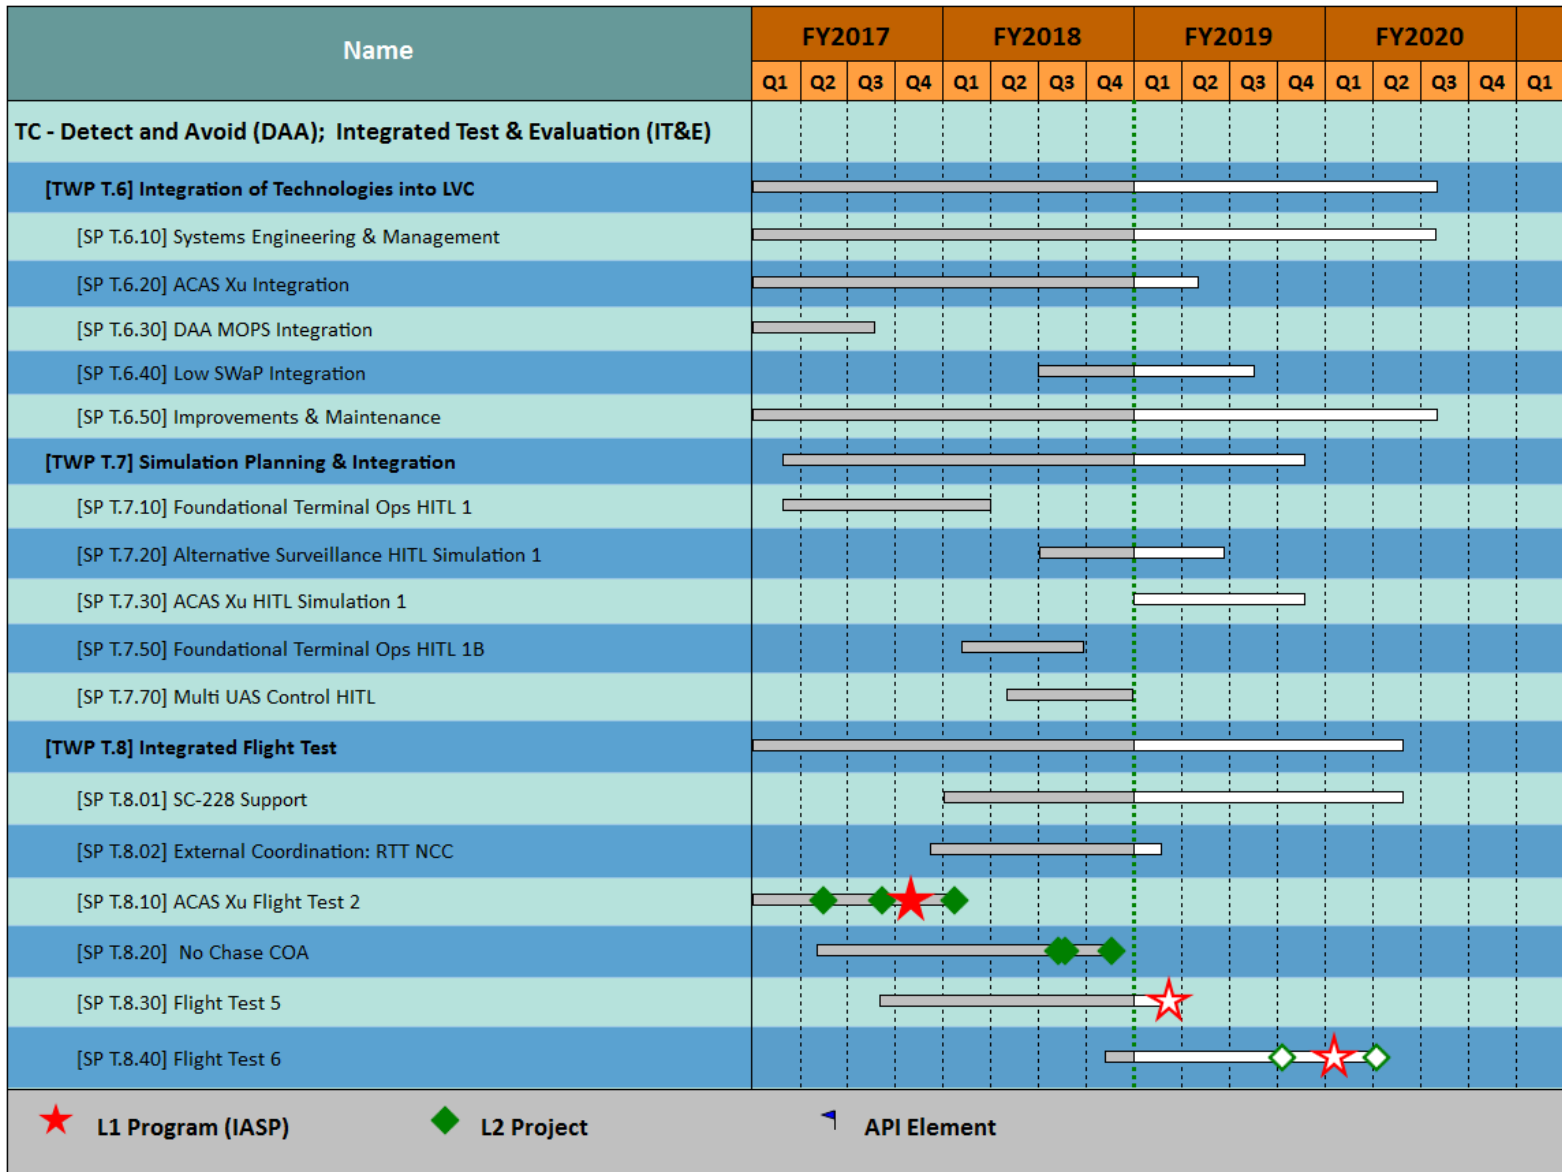 Name
FY2017 FY2018 FY2019 FY2020
Q1 Q2 Q3 Q4 Q1 Q2 Q3 Q4 Q1 Q2 Q3 Q4 Q1 Q2 Q3 Q4 Q1
TC - Detect and Avoid (DAA); Integrated Test & Evaluation (IT&E)
[TWP T.6] Integration of Technologies into LVC
[SP T.6.10] Systems Engineering & Management
[SP T.6.20] ACAS Xu Integration
[SP T.6.30] DAA MOPS Integration
[SP T.6.40] Low SWaP Integration
[SP T.6.50] Improvements & Maintenance
[TWP T.7] Simulation Planning & Integration
[SP T.7.10] Foundational Terminal Ops HITL 1
[SP T.7.20] Alternative Surveillance HITL Simulation 1
[SP T.7.30] ACAS Xu HITL Simulation 1
[SP T.7.50] Foundational Terminal Ops HITL 1B
[SP T.7.70] Multi UAS Control HITL
[TWP T.8] Integrated Flight Test
[SP T.8.01] SC-228 Support
[SP T.8.02] External Coordination: RTT NCC
[SP T.8.10] ACAS Xu Flight Test 2
[SP T.8.20] No Chase COA
[SP T.8.30] Flight Test 5
[SP T.8.40] Flight Test 6
L1 Program (IASP) L2 Project API Element